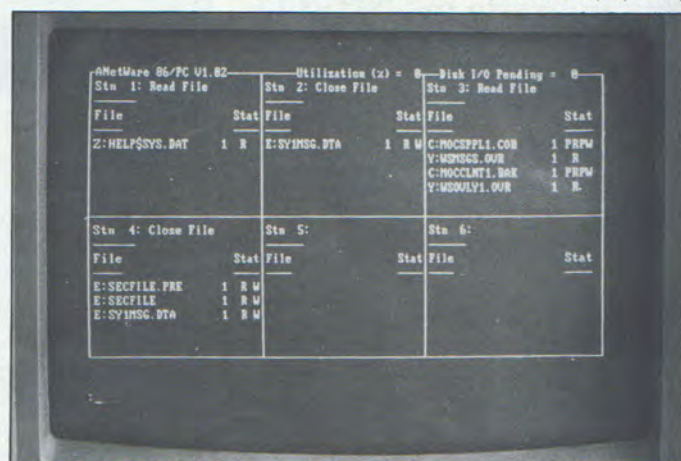 ANetWare 86/PC V1.02 Utilization (%) = 0 Disk I/O Pending = 0
Stn 1: Read File
File Stat
Z:HELP$SYS.DAT 1 R
Stn 2: Close File
File Stat
E:SY1MSG.DTA 1 R W
Stn 3: Read File
File Stat
C:MOCSPPL1.COB 1 PRPW
Y:WSMSGS.OVR 1 R
C:MOCCLNT1.BAK 1 PRPW
Y:WSOVLY1.OVR 1 R
Stn 4: Close File
File Stat
E:SECFILE.PRE 1 R W
E:SECFILE 1 R W
E:SY1MSG.DTA 1 R W
Stn 5:
File Stat
Stn 6:
File Stat
:_